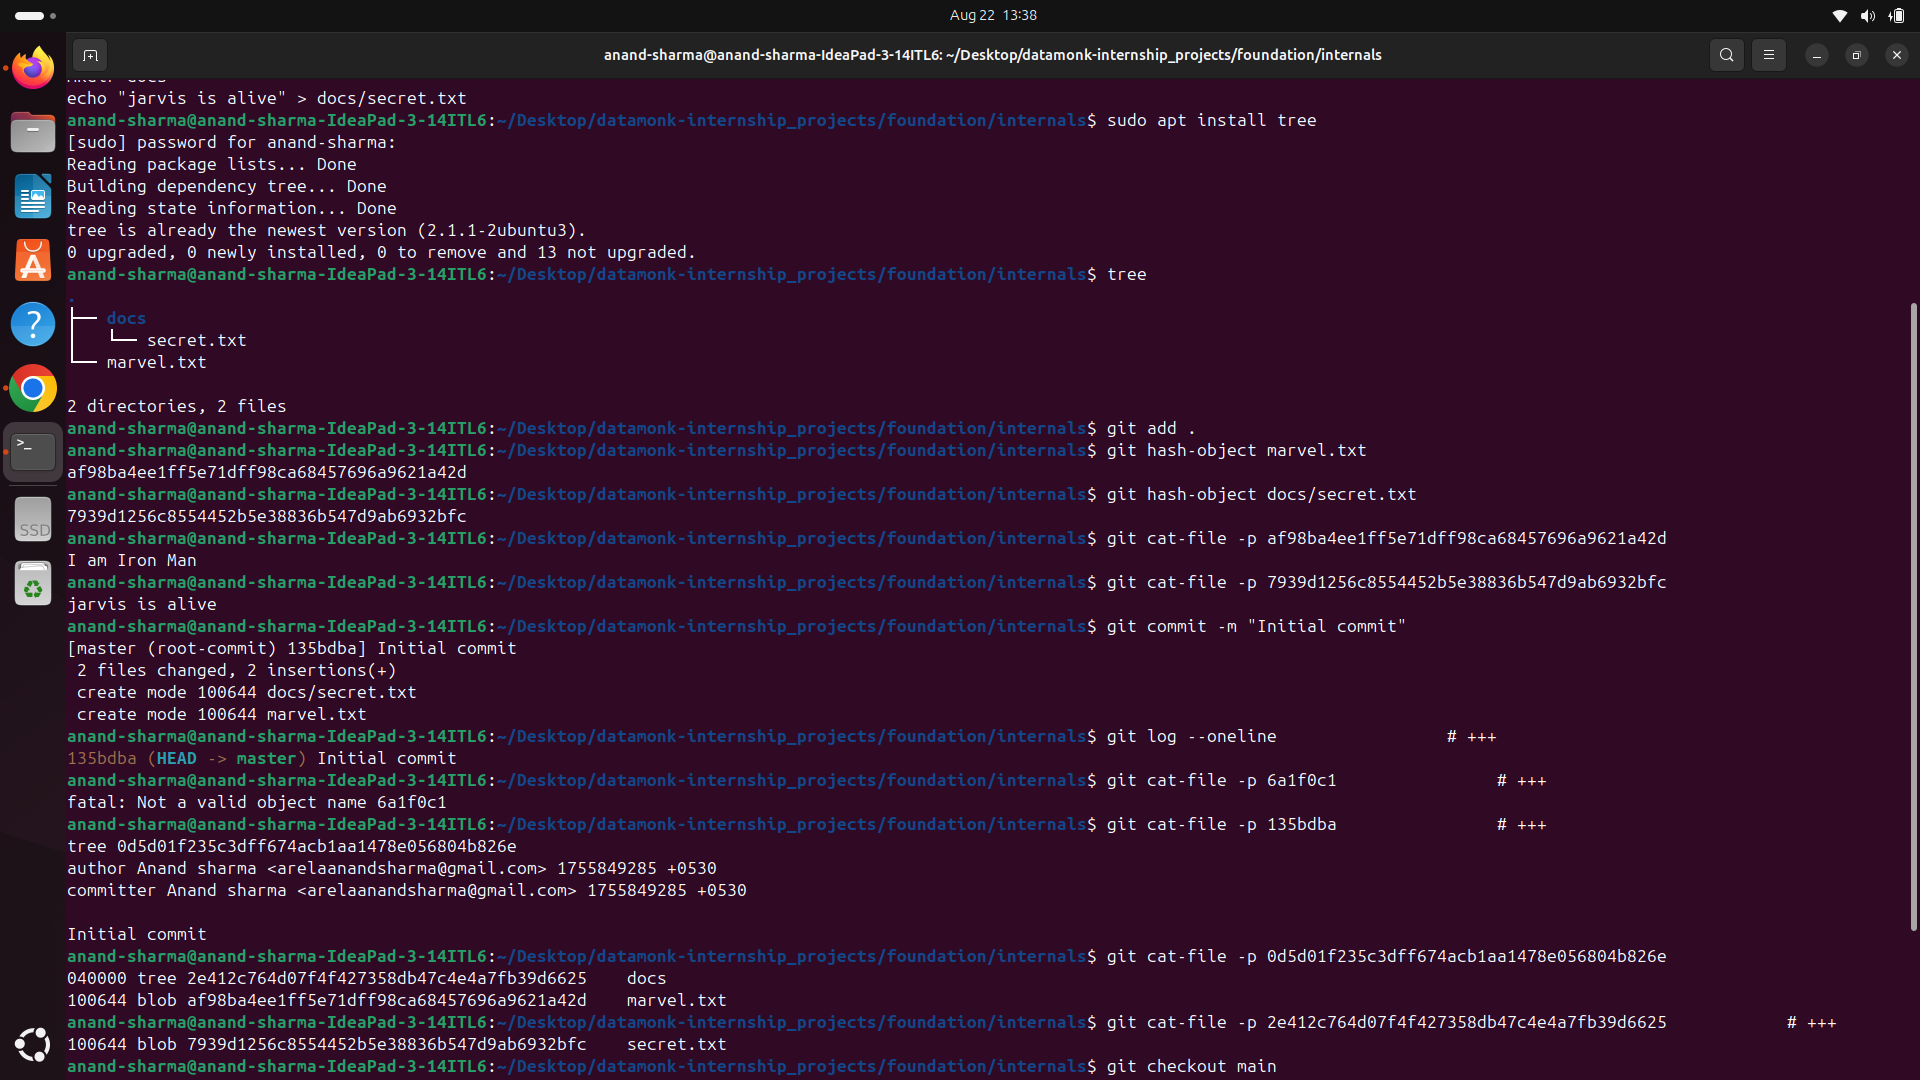 Aug 22 13:38
anand-sharma@anand-sharma-IdeaPad-3-14ITL6: ~/Desktop/datamonk-internship_projects/foundation/internals
echo "jarvis is alive" > docs/secret.txt
anand-sharma@anand-sharma-IdeaPad-3-14ITL6:~/Desktop/datamonk-internship_projects/foundation/internals$ sudo apt install tree
[sudo] password for anand-sharma:
Reading package lists... Done
Building dependency tree... Done
Reading state information... Done
tree is already the newest version (2.1.1-2ubuntu3).
0 upgraded, 0 newly installed, 0 to remove and 13 not upgraded.
anand-sharma@anand-sharma-IdeaPad-3-14ITL6:~/Desktop/datamonk-internship_projects/foundation/internals$ tree
.
├── docs
│   └── secret.txt
└── marvel.txt
2 directories, 2 files
anand-sharma@anand-sharma-IdeaPad-3-14ITL6:~/Desktop/datamonk-internship_projects/foundation/internals$ git add .
anand-sharma@anand-sharma-IdeaPad-3-14ITL6:~/Desktop/datamonk-internship_projects/foundation/internals$ git hash-object marvel.txt
af98ba4ee1ff5e71dff98ca68457696a9621a42d
anand-sharma@anand-sharma-IdeaPad-3-14ITL6:~/Desktop/datamonk-internship_projects/foundation/internals$ git hash-object docs/secret.txt
7939d1256c8554452b5e38836b547d9ab6932bfc
anand-sharma@anand-sharma-IdeaPad-3-14ITL6:~/Desktop/datamonk-internship_projects/foundation/internals$ git cat-file -p af98ba4ee1ff5e71dff98ca68457696a9621a42d
I am Iron Man
anand-sharma@anand-sharma-IdeaPad-3-14ITL6:~/Desktop/datamonk-internship_projects/foundation/internals$ git cat-file -p 7939d1256c8554452b5e38836b547d9ab6932bfc
jarvis is alive
anand-sharma@anand-sharma-IdeaPad-3-14ITL6:~/Desktop/datamonk-internship_projects/foundation/internals$ git commit -m "Initial commit"
[master (root-commit) 135bdba] Initial commit
 2 files changed, 2 insertions(+)
 create mode 100644 docs/secret.txt
 create mode 100644 marvel.txt
anand-sharma@anand-sharma-IdeaPad-3-14ITL6:~/Desktop/datamonk-internship_projects/foundation/internals$ git log --oneline                 # +++
135bdba (HEAD -> master) Initial commit
anand-sharma@anand-sharma-IdeaPad-3-14ITL6:~/Desktop/datamonk-internship_projects/foundation/internals$ git cat-file -p 6a1f0c1                # +++
fatal: Not a valid object name 6a1f0c1
anand-sharma@anand-sharma-IdeaPad-3-14ITL6:~/Desktop/datamonk-internship_projects/foundation/internals$ git cat-file -p 135bdba                # +++
tree 0d5d01f235c3dff674acb1aa1478e056804b826e
author Anand sharma <arelaanandsharma@gmail.com> 1755849285 +0530
committer Anand sharma <arelaanandsharma@gmail.com> 1755849285 +0530
Initial commit
anand-sharma@anand-sharma-IdeaPad-3-14ITL6:~/Desktop/datamonk-internship_projects/foundation/internals$ git cat-file -p 0d5d01f235c3dff674acb1aa1478e056804b826e
040000 tree 2e412c764d07f4f427358db47c4e4a7fb39d6625    docs
100644 blob af98ba4ee1ff5e71dff98ca68457696a9621a42d    marvel.txt
anand-sharma@anand-sharma-IdeaPad-3-14ITL6:~/Desktop/datamonk-internship_projects/foundation/internals$ git cat-file -p 2e412c764d07f4f427358db47c4e4a7fb39d6625            # +++
100644 blob 7939d1256c8554452b5e38836b547d9ab6932bfc    secret.txt
anand-sharma@anand-sharma-IdeaPad-3-14ITL6:~/Desktop/datamonk-internship_projects/foundation/internals$ git checkout main
SSD